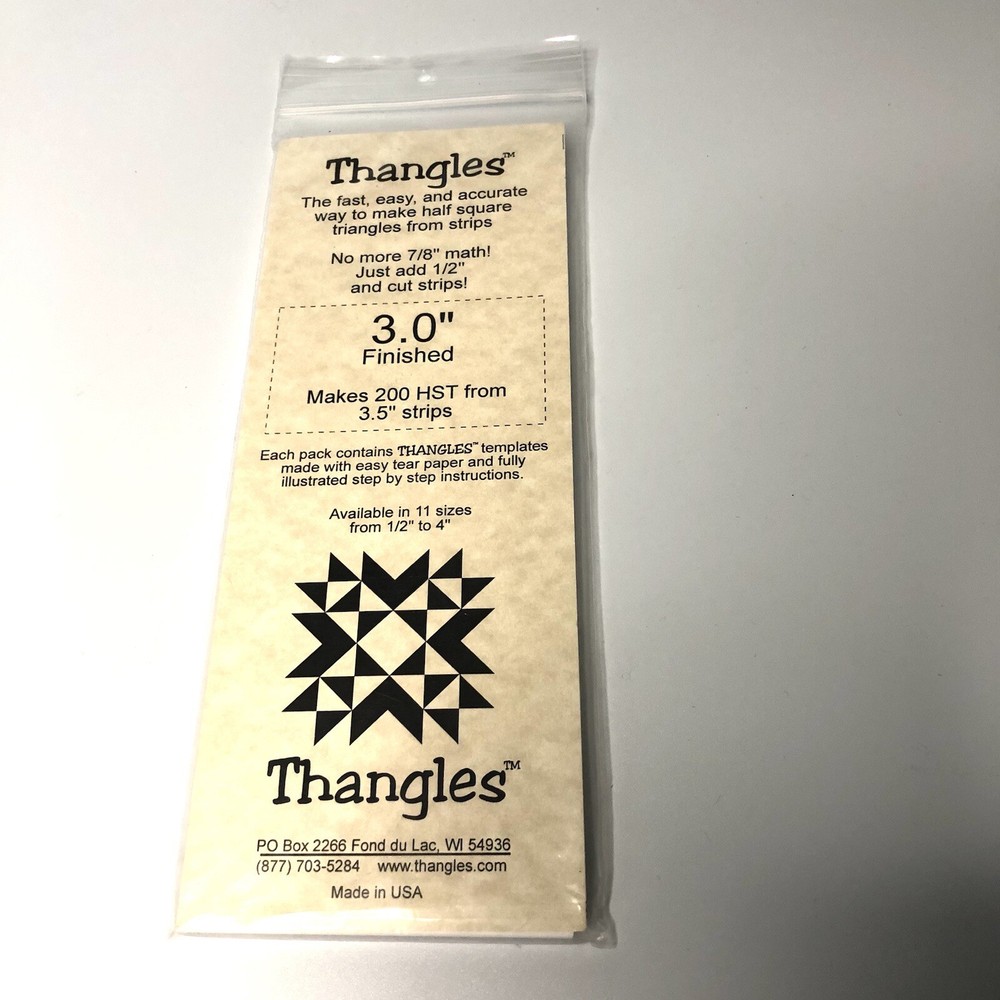 Thangles™
The fast, easy, and accurate
way to make half square
triangles from strips
No more 7/8" math!
Just add 1/2"
and cut strips!
3.0"
Finished
Makes 200 HST from
3.5" strips
Each pack contains THANGLES™ templates
made with easy tear paper and fully
illustrated step by step instructions.
Available in 11 sizes
from 1/2" to 4"
Thangles™
PO Box 2266 Fond du Lac, WI 54936
(877) 703-5284 www.thangles.com
Made in USA